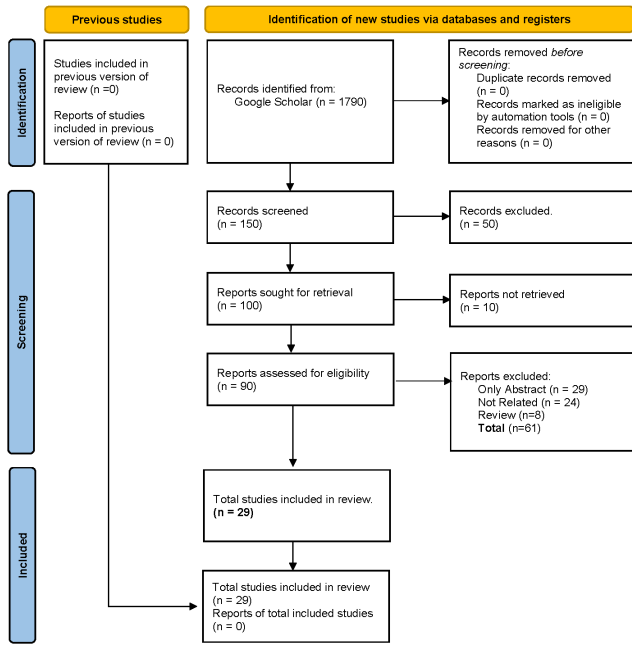 Previous studies
Identification of new studies via databases and registers
Identification
Studies included in
previous version of
review (n =0)
Reports of studies
included in previous
version of review (n = 0)
Records identified from:
Google Scholar (n = 1790)
Records removed before
screening:
Duplicate records removed
(n = 0)
Records marked as ineligible
by automation tools (n = 0)
Records removed for other
reasons (n = 0)
Screening
Records screened
(n = 150)
Records excluded.
(n = 50)
Reports sought for retrieval
(n = 100)
Reports not retrieved
(n = 10)
Reports assessed for eligibility
(n = 90)
Reports excluded:
Only Abstract (n = 29)
Not Related (n = 24)
Review (n=8)
Total (n=61)
Included
Total studies included in review.
(n = 29)
Total studies included in review
(n = 29)
Reports of total included studies
(n = 0)